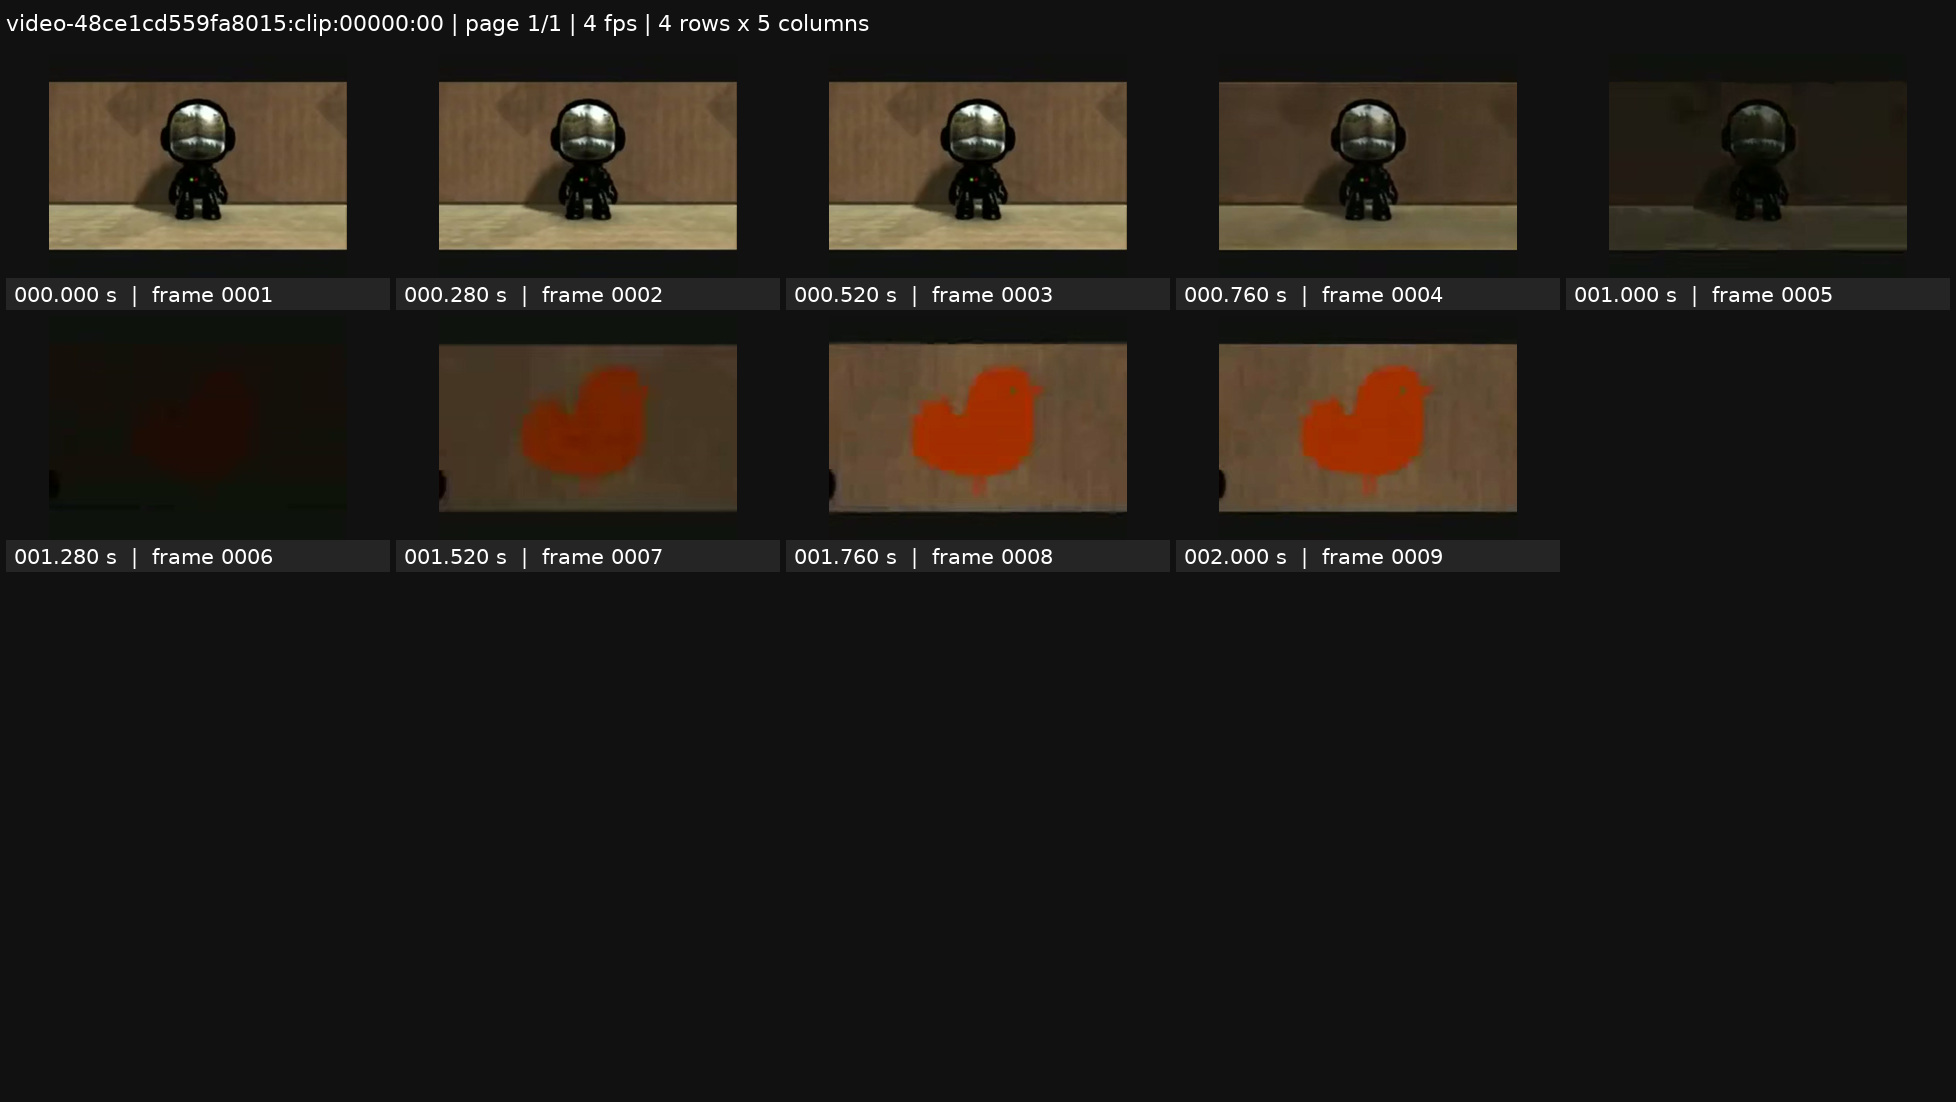 video-48ce1cd559fa8015:clip:00000:00 | page 1/1 | 4 fps | 4 rows x 5 columns
000.000 s | frame 0001
000.280 s | frame 0002
000.520 s | frame 0003
000.760 s | frame 0004
001.000 s | frame 0005
001.280 s | frame 0006
001.520 s | frame 0007
001.760 s | frame 0008
002.000 s | frame 0009